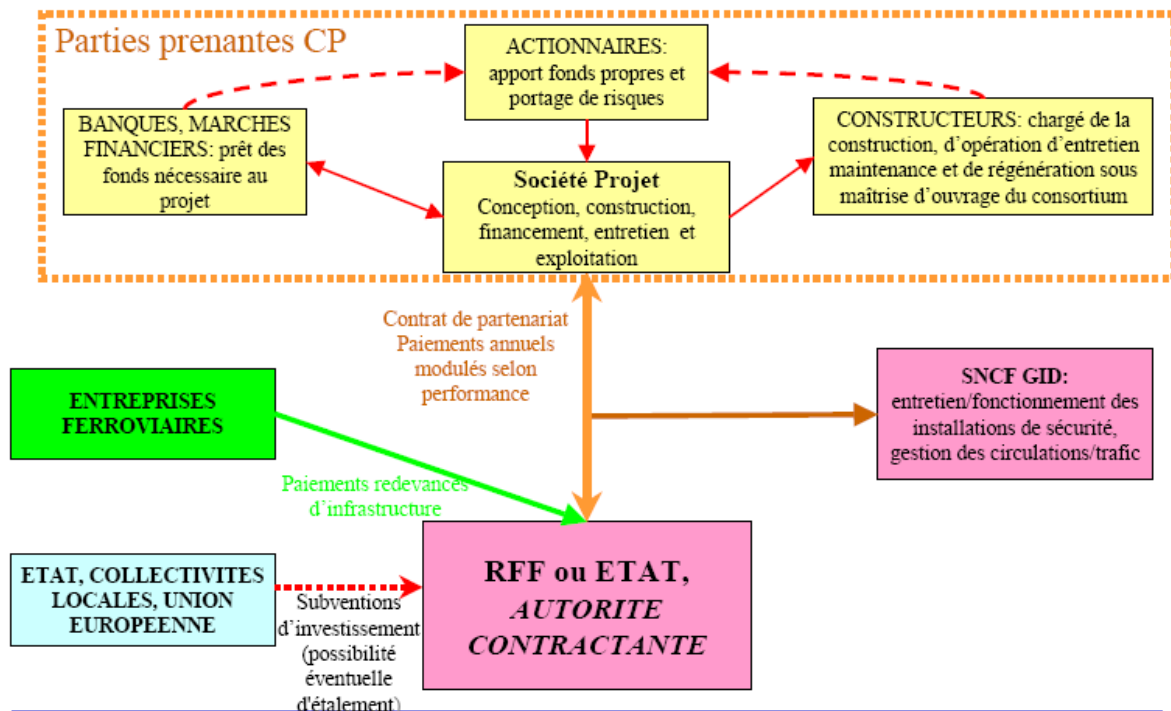 Parties prenantes CP
ACTIONNAIRES:
apport fonds propres et
portage de risques
BANQUES, MARCHES
FINANCIERS: prêt des
fonds nécessaire au
projet
Société Projet
Conception, construction,
financement, entretien et
exploitation
CONSTRUCTEURS: chargé de la
construction, d’opération d’entretien
maintenance et de régénération sous
maîtrise d’ouvrage du consortium
Contrat de partenariat
Paiements annuels
modulés selon
performance
ENTREPRISES
FERROVIAIRES
SNCF GID:
entretien/fonctionnement des
installations de sécurité,
gestion des circulations/trafic
Paiements redevances
d’infrastructure
ETAT, COLLECTIVITES
LOCALES, UNION
EUROPEENNE
Subventions
d’investissement
(possibilité
éventuelle
d'étalement)
RFF ou ETAT,
AUTORITE
CONTRACTANTE